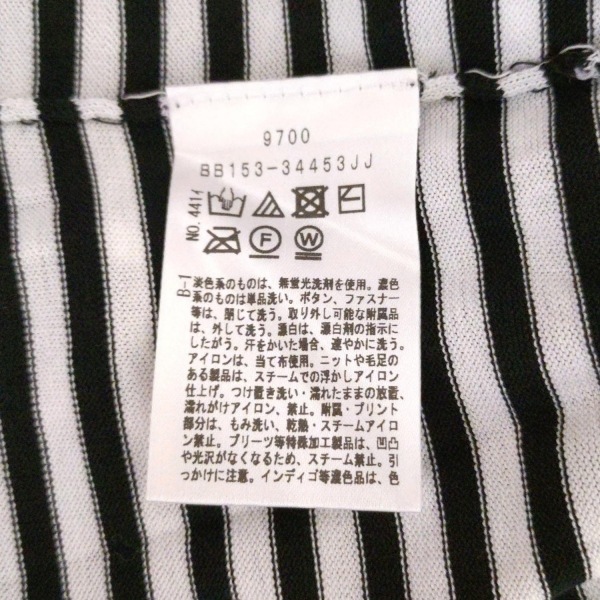 9700
BB153-34453JJ
NO.441イ
F
W
B-1
淡色系のものは、無蛍光洗剤を使用。濃色
系のものは単品洗い。ボタン、ファスナー
等は、閉じて洗う。取り外し可能な附属品
は、外して洗う。漂白は、漂白剤の指示に
したがう。汗をかいた場合、速やかに洗う。
アイロンは、当て布使用。ニットや毛足の
ある製品は、スチームでの浮かしアイロン
仕上げ。つけ置き洗い・濡れたままの放置、
濡れがけアイロン、禁止。附属・プリント
部分は、もみ洗い、乾熱・スチームアイロ
ン禁止。プリーツ等特殊加工製品は、凹凸
や光沢がなくなるため、スチーム禁止。引
っかけに注意。インディゴ等濃色品は、色